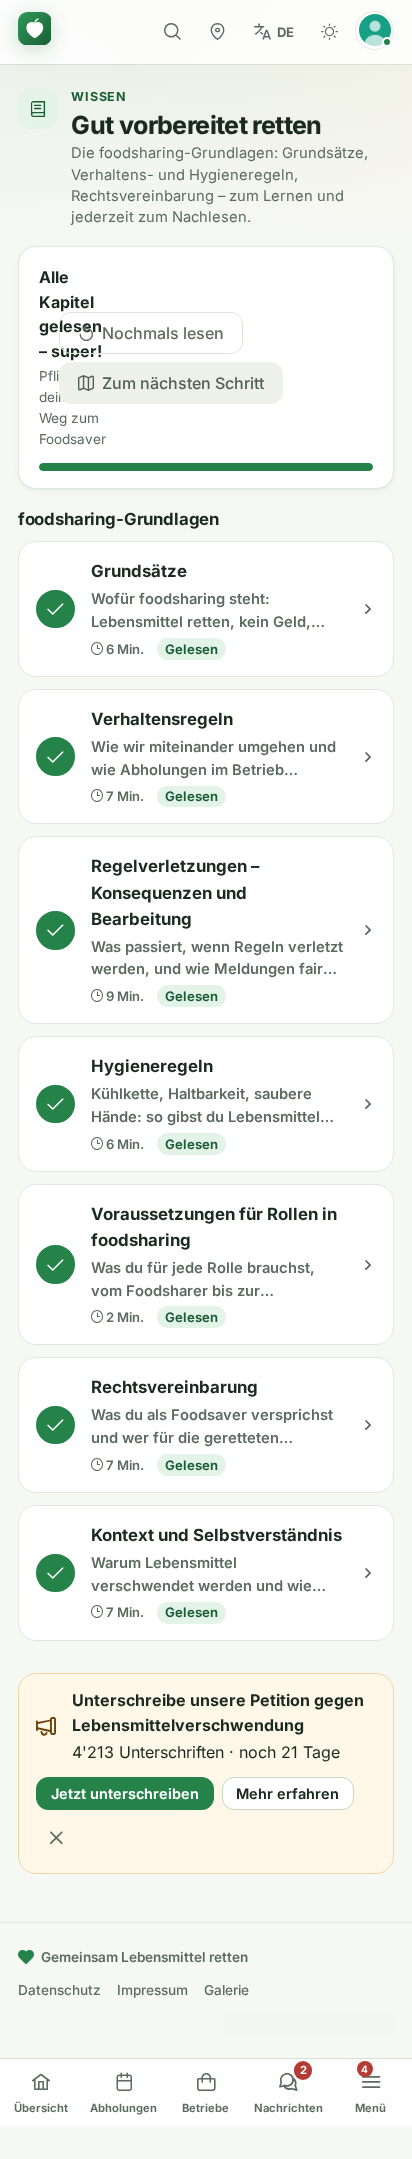 DE
WISSEN
Gut vorbereitet retten
Die foodsharing-Grundlagen: Grundsätze,
Verhaltens- und Hygieneregeln,
Rechtsvereinbarung – zum Lernen und
jederzeit zum Nachlesen.
Alle
Kapitel
gelesen
– super!
Nochmals lesen
Zum nächsten Schritt
Weg zum
Foodsaver
foodsharing-Grundlagen
Grundsätze
Wofür foodsharing steht:
Lebensmittel retten, kein Geld,…
6 Min. Gelesen
Verhaltensregeln
Wie wir miteinander umgehen und
wie Abholungen im Betrieb…
7 Min. Gelesen
Regelverletzungen –
Konsequenzen und
Bearbeitung
Was passiert, wenn Regeln verletzt
werden, und wie Meldungen fair…
9 Min. Gelesen
Hygieneregeln
Kühlkette, Haltbarkeit, saubere
Hände: so gibst du Lebensmittel…
6 Min. Gelesen
Voraussetzungen für Rollen in
foodsharing
Was du für jede Rolle brauchst,
vom Foodsharer bis zur…
2 Min. Gelesen
Rechtsvereinbarung
Was du als Foodsaver versprichst
und wer für die geretteten…
7 Min. Gelesen
Kontext und Selbstverständnis
Warum Lebensmittel
verschwendet werden und wie…
7 Min. Gelesen
Unterschreibe unsere Petition gegen
Lebensmittelverschwendung
4'213 Unterschriften · noch 21 Tage
Jetzt unterschreiben Mehr erfahren
Gemeinsam Lebensmittel retten
Datenschutz Impressum Galerie
2 4
Übersicht Abholungen Betriebe Nachrichten Menü